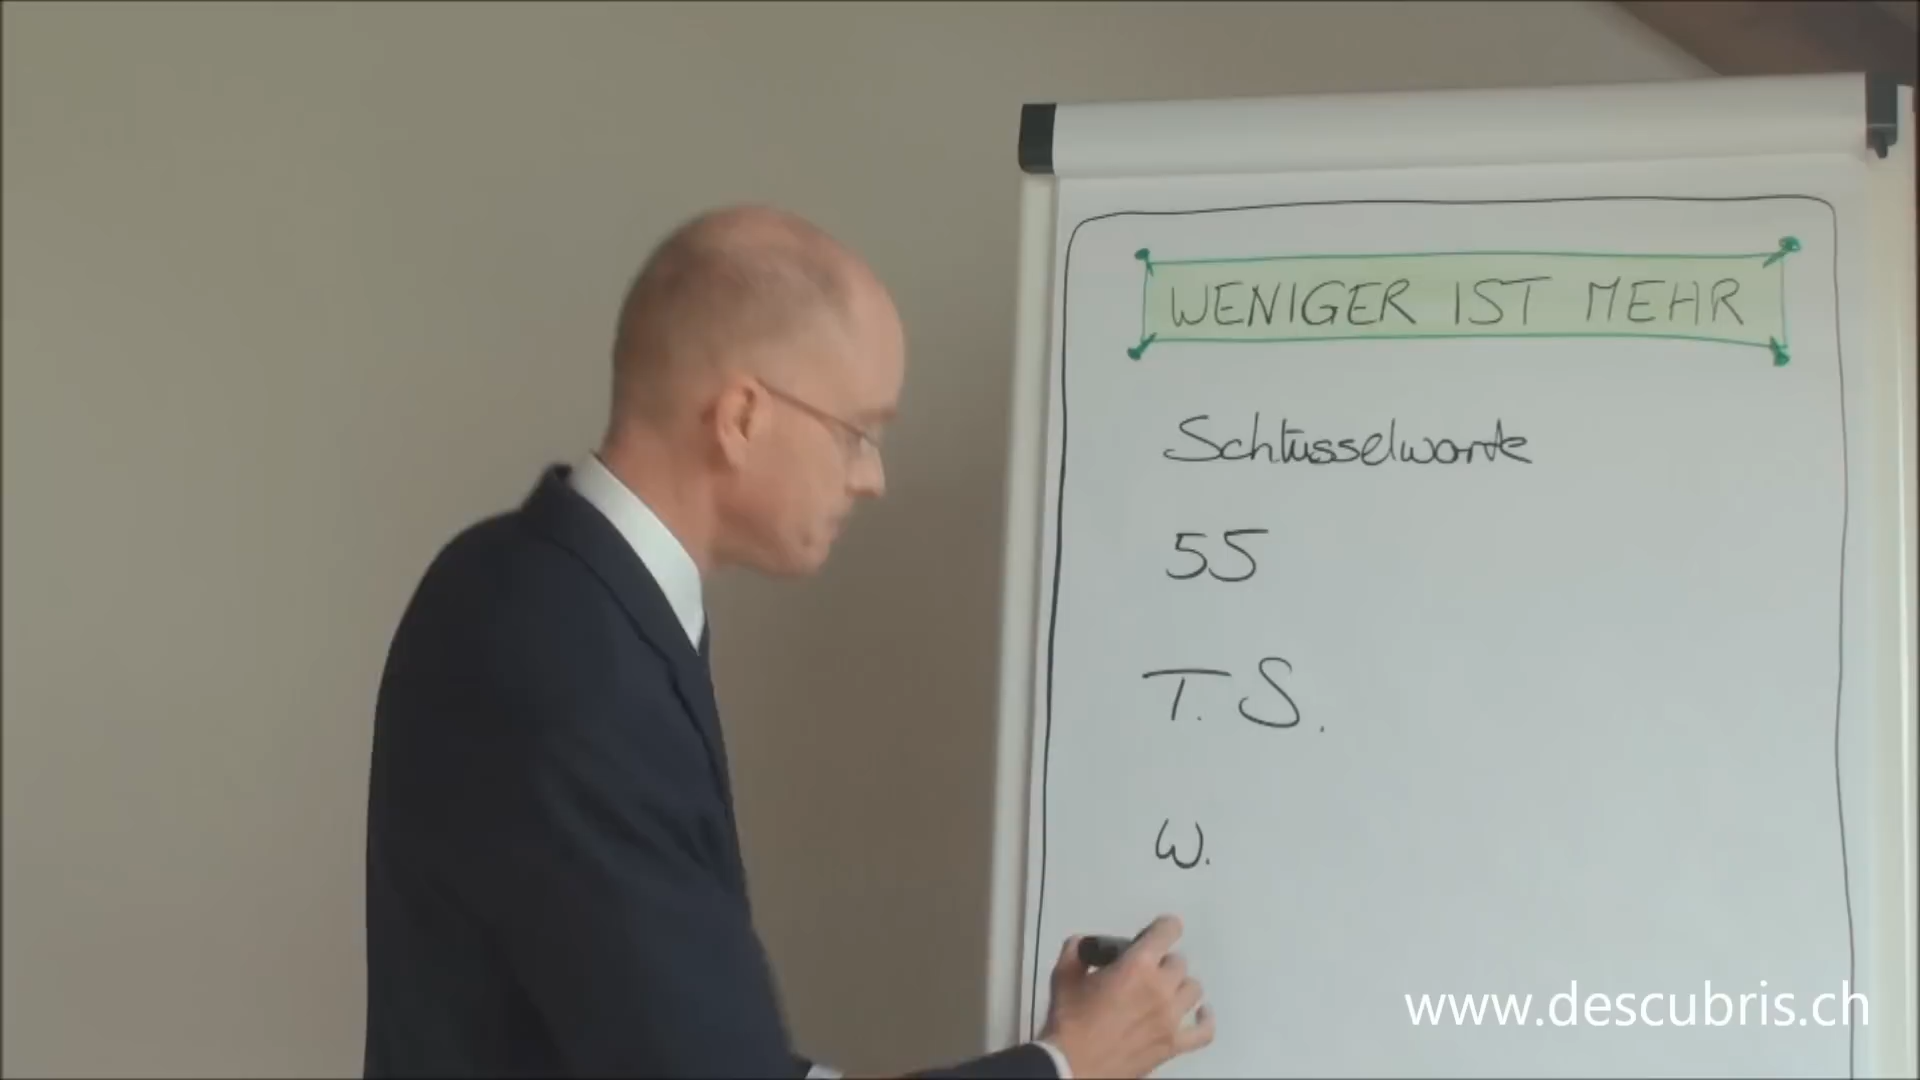 WENIGER IST MEHR
Schlüsselworte
55
T. S.
W.
www.descubris.ch